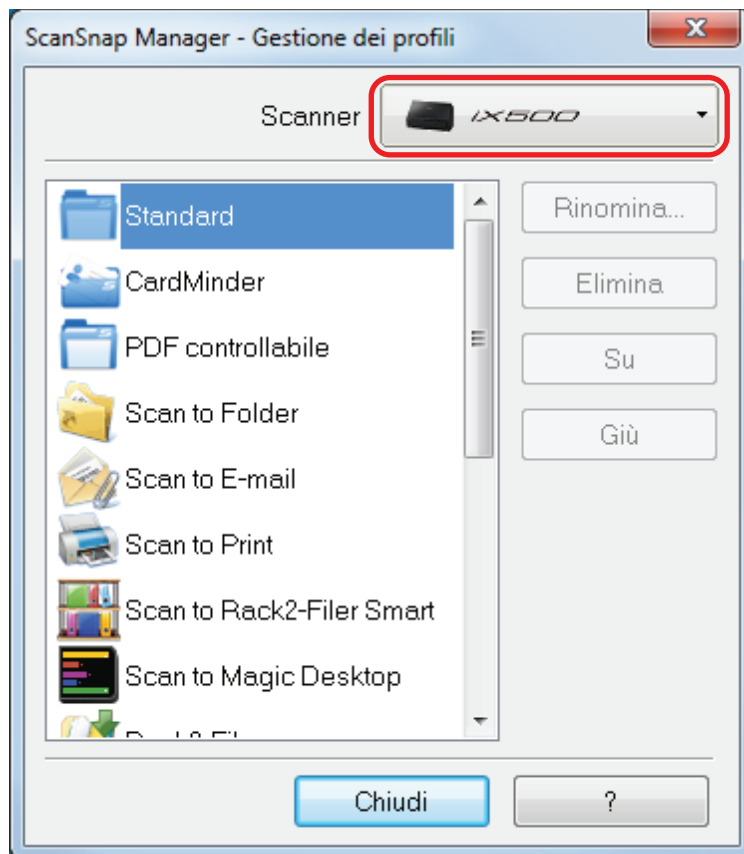 ScanSnap Manager - Gestione dei profili
Scanner iX500
Standard
CardMinder
PDF controllabile
Scan to Folder
Scan to E-mail
Scan to Print
Scan to Rack2-Filer Smart
Scan to Magic Desktop
Rinomina...
Elimina
Su
Giù
Chiudi
?